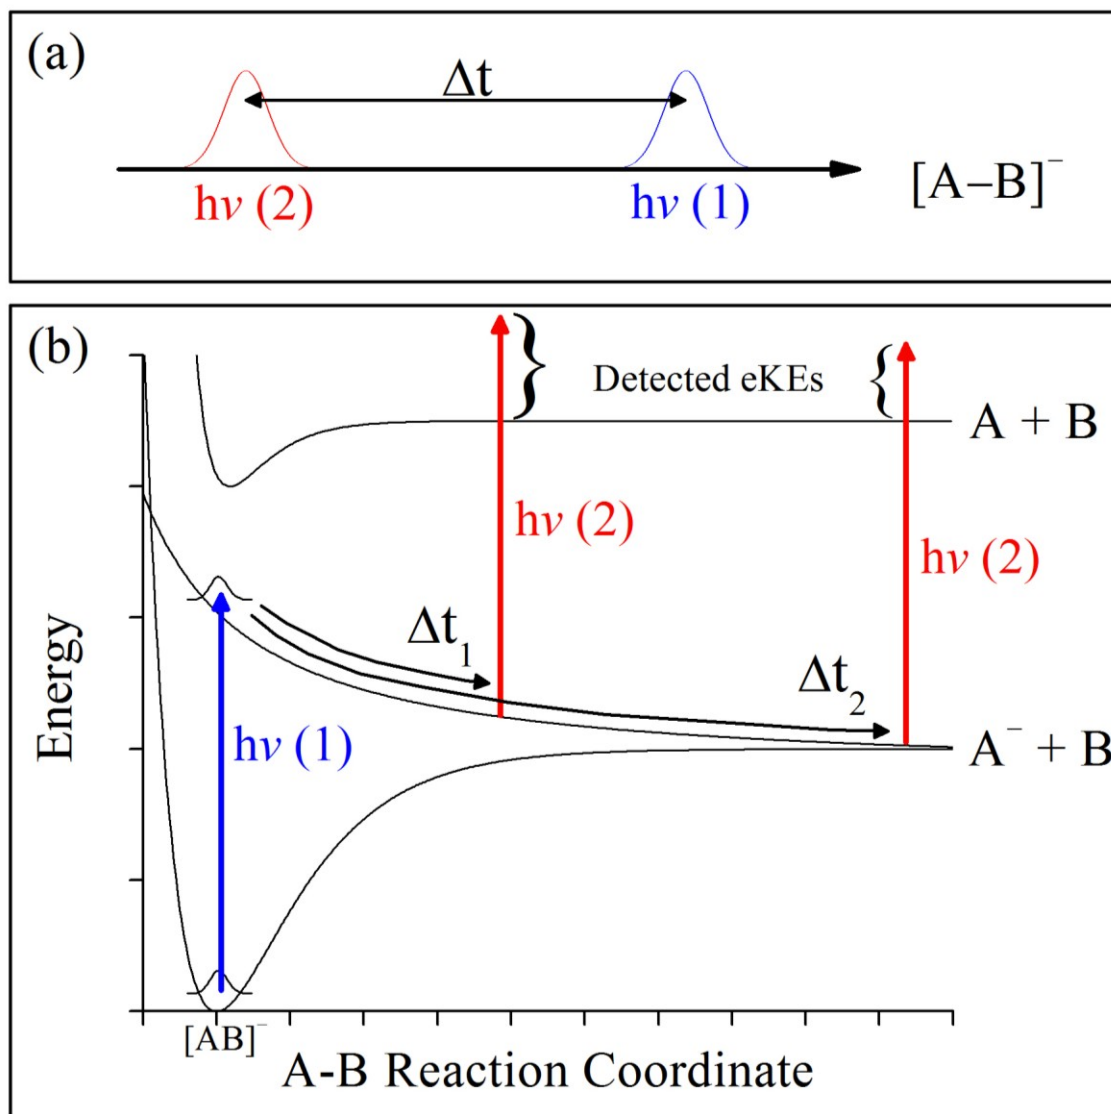 (a)
Δt
hν (2)
hν (1)
[A–B]⁻
(b)
Detected eKEs
A + B
hν (2)
hν (2)
Δt₁
Δt₂
hν (1)
A⁻ + B
Energy
[AB]⁻
A-B Reaction Coordinate